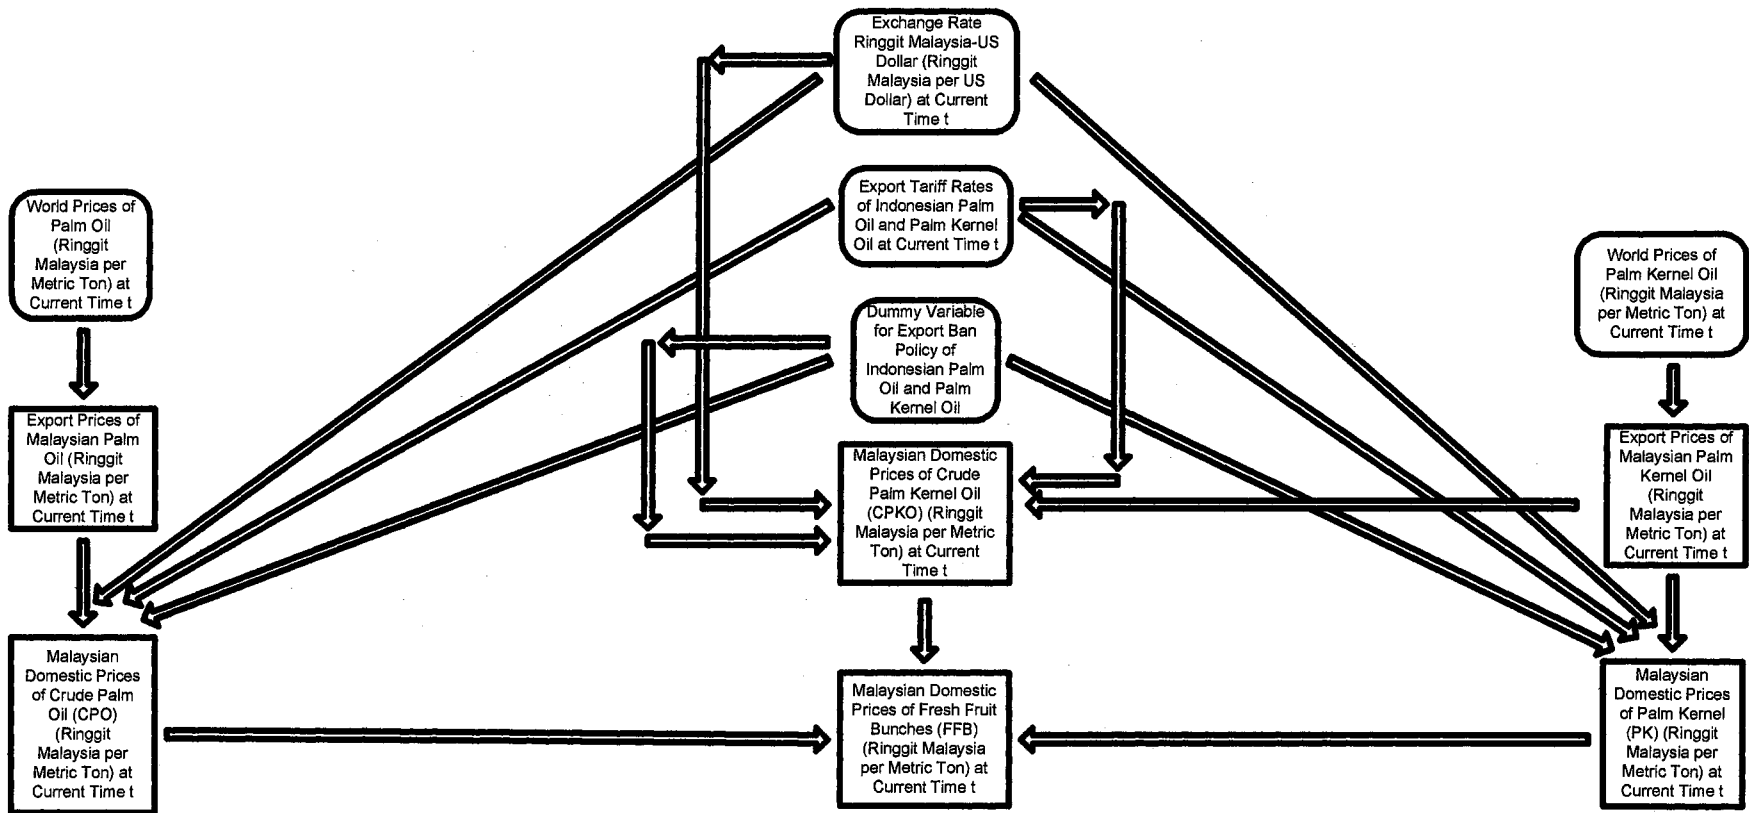 Exchange Rate
Ringgit Malaysia-US
Dollar (Ringgit
Malaysia per US
Dollar) at Current
Time t
Export Tariff Rates
of Indonesian Palm
Oil and Palm Kernel
Oil at Current Time t
World Prices of
Palm Oil
(Ringgit
Malaysia per
Metric Ton) at
Current Time t
World Prices of
Palm Kernel Oil
(Ringgit Malaysia
per Metric Ton) at
Current Time t
Dummy Variable
for Export Ban
Policy of
Indonesian Palm
Oil and Palm
Kernel Oil
Export Prices of
Malaysian Palm
Oil (Ringgit
Malaysia per
Metric Ton) at
Current Time t
Malaysian Domestic
Prices of Crude
Palm Kernel Oil
(CPKO) (Ringgit
Malaysia per Metric
Ton) at Current
Time t
Export Prices of
Malaysian Palm
Kernel Oil
(Ringgit
Malaysia per
Metric Ton) at
Current Time t
Malaysian
Domestic Prices
of Crude Palm
Oil (CPO)
(Ringgit
Malaysia per
Metric Ton) at
Current Time t
Malaysian Domestic
Prices of Fresh Fruit
Bunches (FFB)
(Ringgit Malaysia
per Metric Ton) at
Current Time t
Malaysian
Domestic Prices
of Palm Kernel
(PK) (Ringgit
Malaysia per
Metric Ton) at
Current Time t